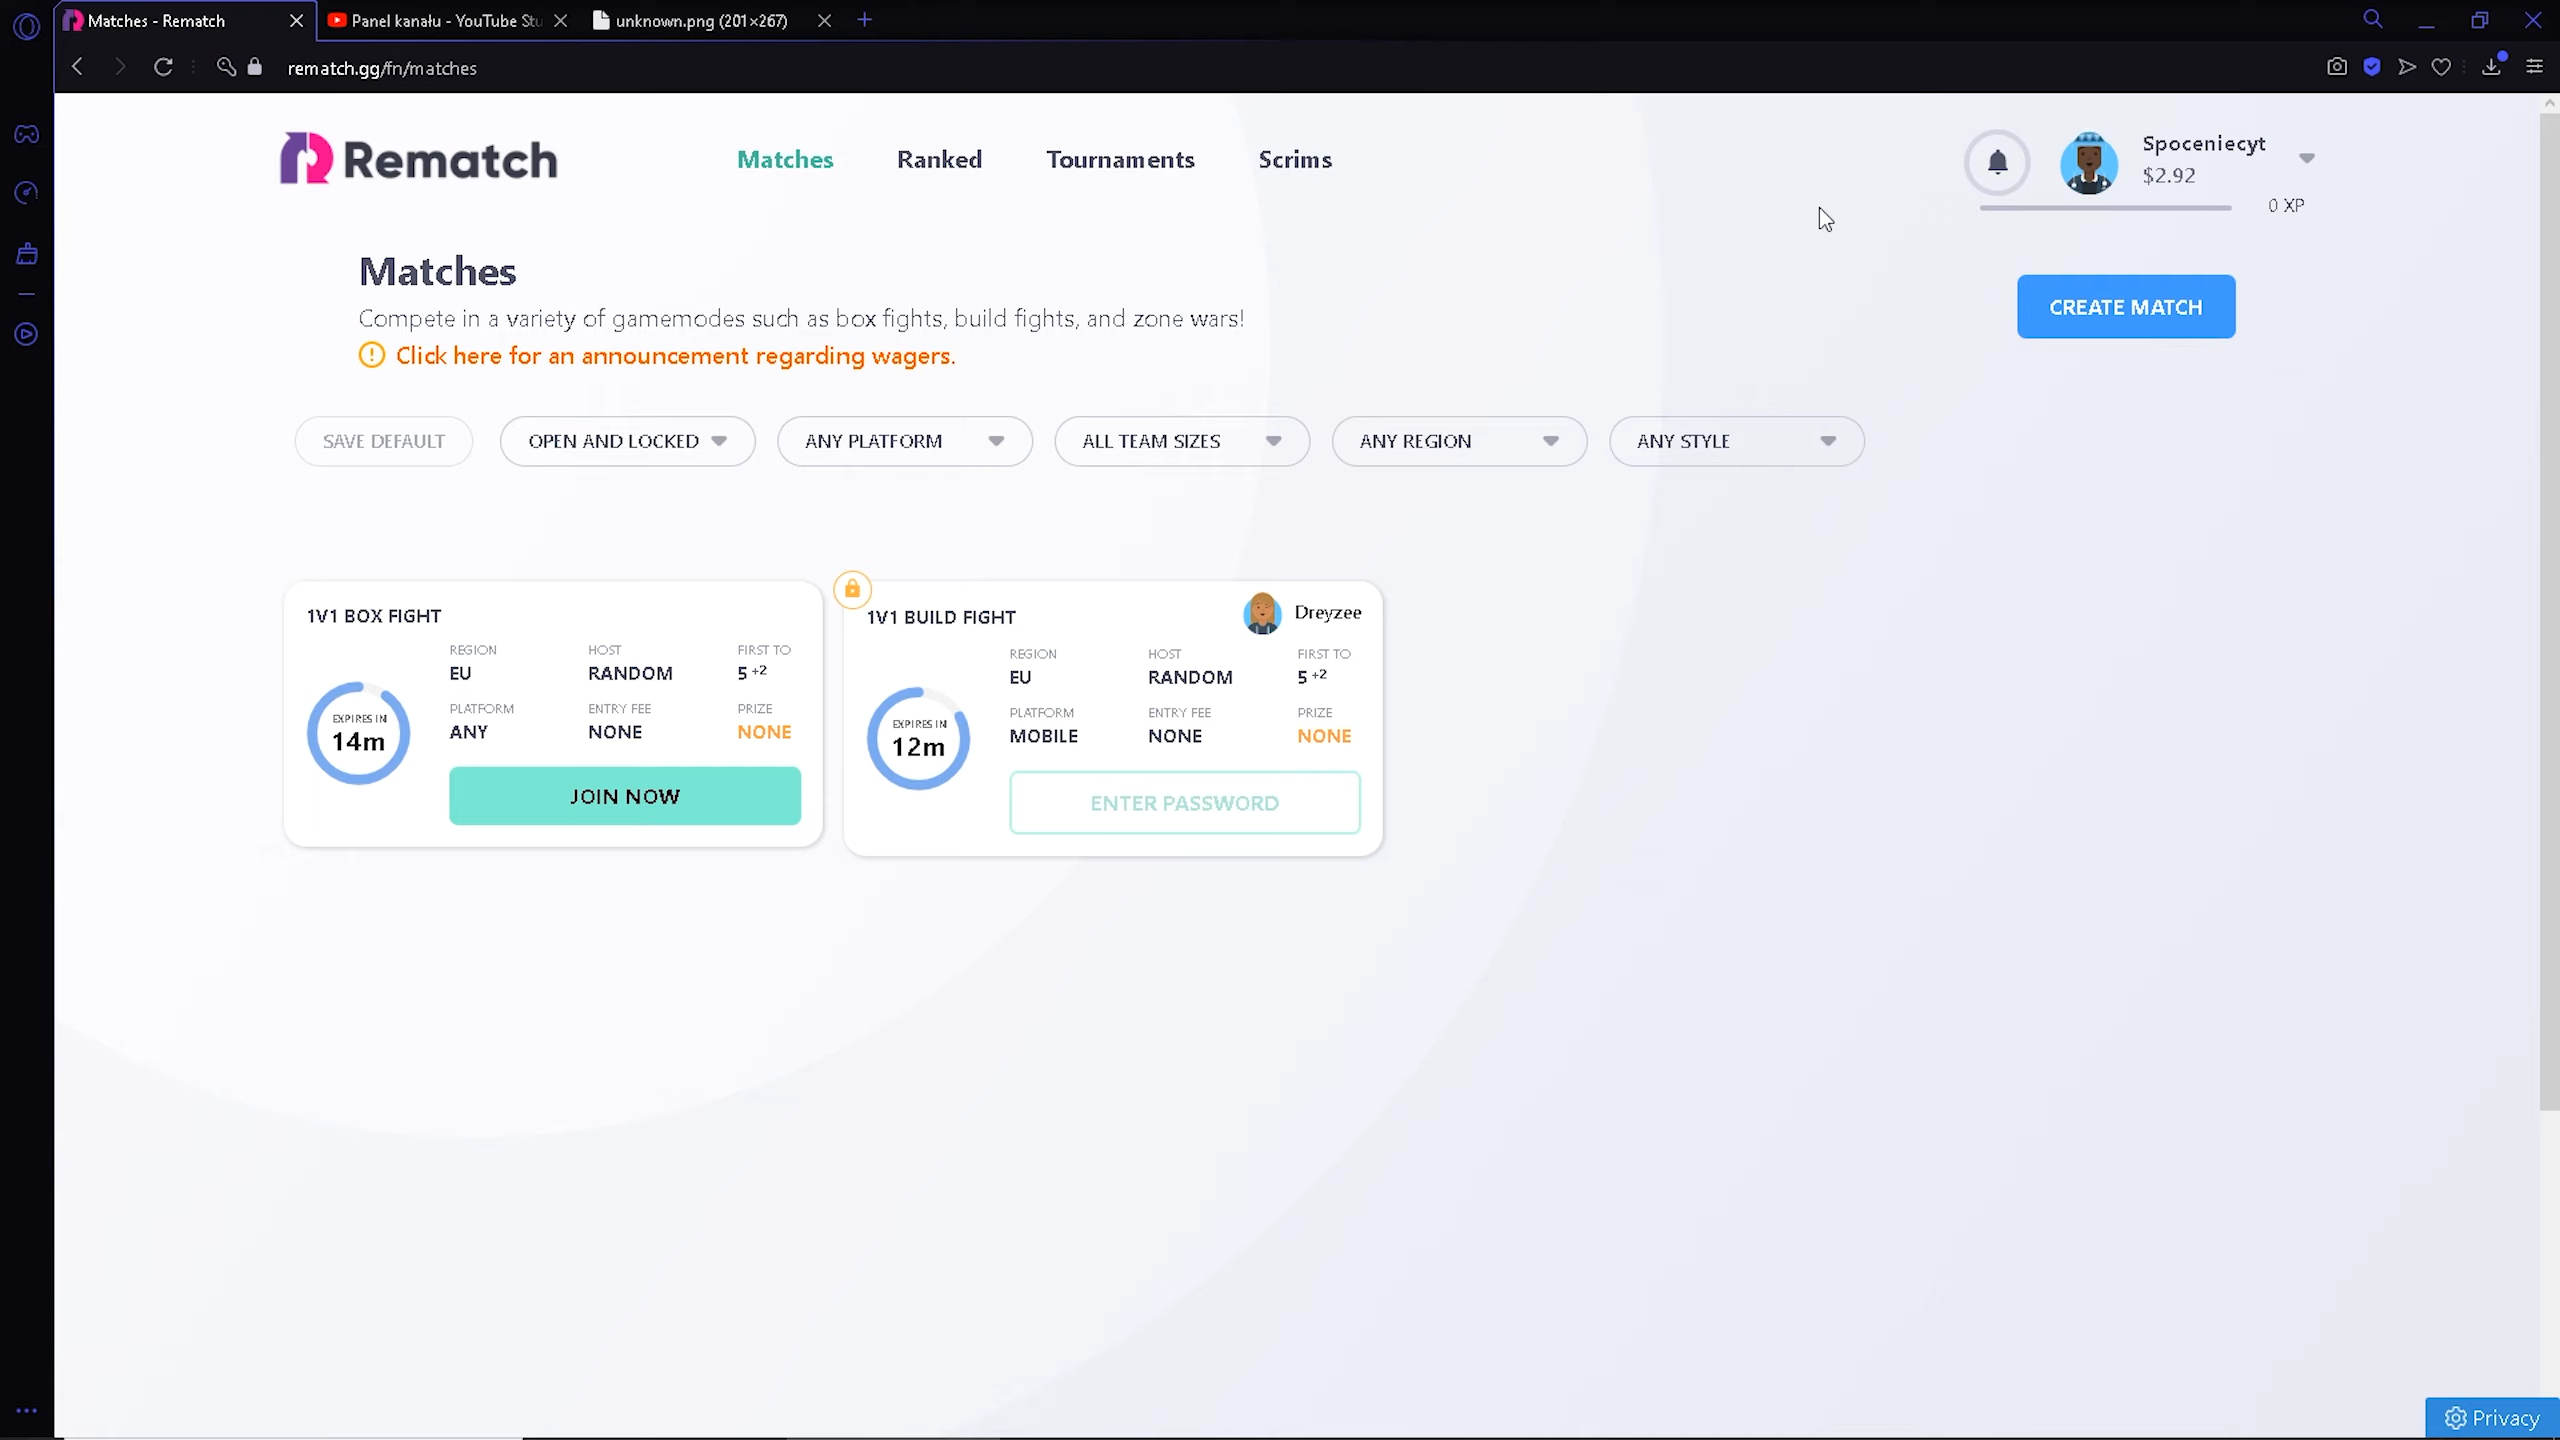 Matches - Rematch
Panel kanału - YouTube Stu
unknown.png (201×267)
rematch.gg/fn/matches
Rematch
Matches
Ranked
Tournaments
Scrims
Spoceniecyt
$2.92
0 XP
Matches
Compete in a variety of gamemodes such as box fights, build fights, and zone wars!
Click here for an announcement regarding wagers.
CREATE MATCH
SAVE DEFAULT
OPEN AND LOCKED
ANY PLATFORM
ALL TEAM SIZES
ANY REGION
ANY STYLE
1V1 BOX FIGHT
REGION
EU
HOST
RANDOM
FIRST TO
5 +2
EXPIRES IN
14m
PLATFORM
ANY
ENTRY FEE
NONE
PRIZE
NONE
JOIN NOW
1V1 BUILD FIGHT
Dreyzee
REGION
EU
HOST
RANDOM
FIRST TO
5 +2
EXPIRES IN
12m
PLATFORM
MOBILE
ENTRY FEE
NONE
PRIZE
NONE
ENTER PASSWORD
Privacy